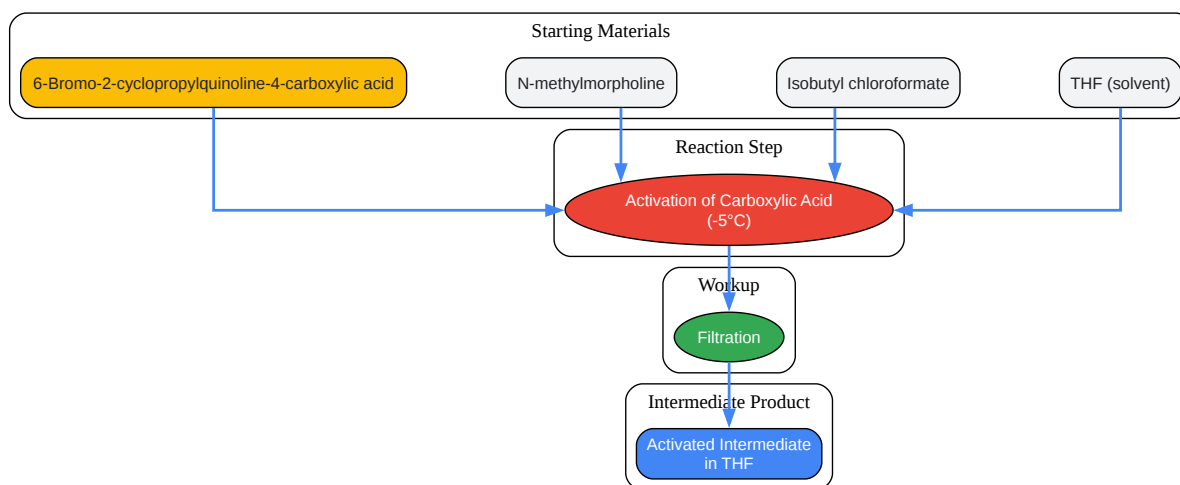 Starting Materials
6-Bromo-2-cyclopropylquinoline-4-carboxylic acid
N-methylmorpholine
Isobutyl chloroformate
THF (solvent)
Reaction Step
Activation of Carboxylic Acid
(-5°C)
Workup
Filtration
Intermediate Product
Activated Intermediate
in THF